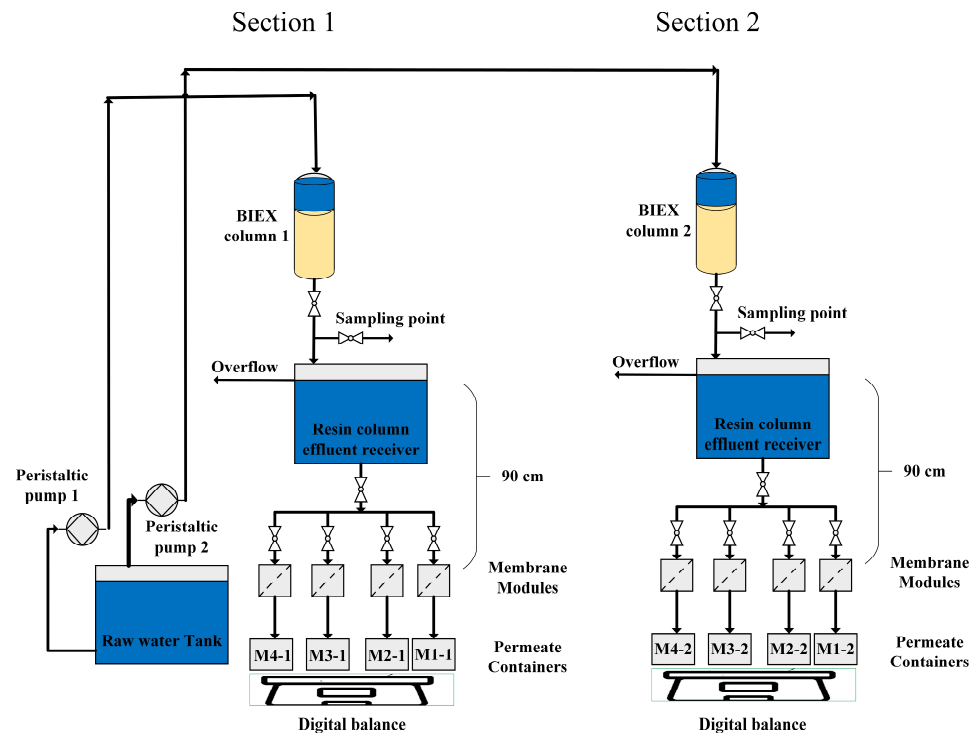 Section 1
Section 2
BIEX
column 1
BIEX
column 2
Sampling point
Sampling point
Overflow
Overflow
Resin column
effluent receiver
Resin column
effluent receiver
90 cm
90 cm
Peristaltic
pump 1
Peristaltic
pump 2
Raw water Tank
Membrane
Modules
Membrane
Modules
M4-1
M3-1
M2-1
M1-1
Permeate
Containers
M4-2
M3-2
M2-2
M1-2
Permeate
Containers
Digital balance
Digital balance